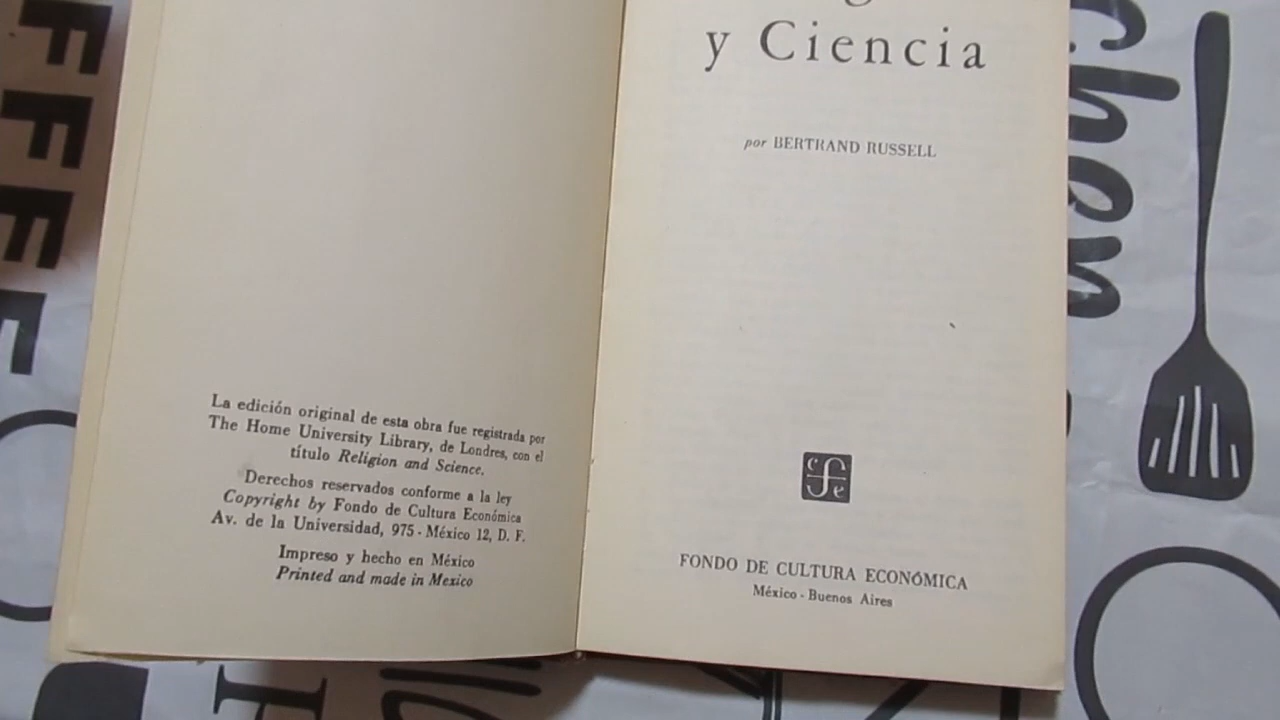 La edición original de esta obra fue registrada por
The Home University Library, de Londres, con el
título Religion and Science.
Derechos reservados conforme a la ley
Copyright by Fondo de Cultura Económica
Av. de la Universidad, 975 - México 12, D. F.
Impreso y hecho en México
Printed and made in Mexico
y Ciencia
por BERTRAND RUSSELL
cfe
FONDO DE CULTURA ECONÓMICA
México - Buenos Aires